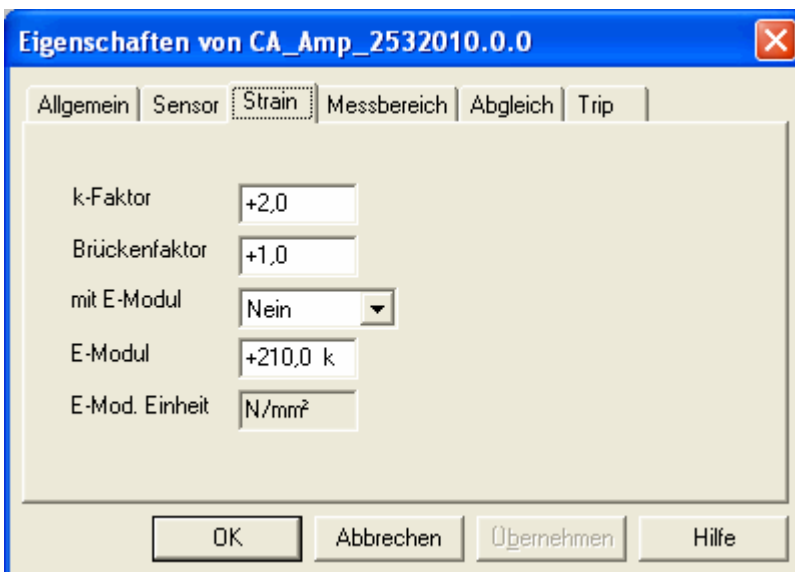 Eigenschaften von CA_Amp_2532010.0.0
Allgemein Sensor Strain Messbereich Abgleich Trip
k-Faktor +2,0
Brückenfaktor +1,0
mit E-Modul Nein
E-Modul +210,0 k
E-Mod. Einheit N/mm²
OK Abbrechen Übernehmen Hilfe